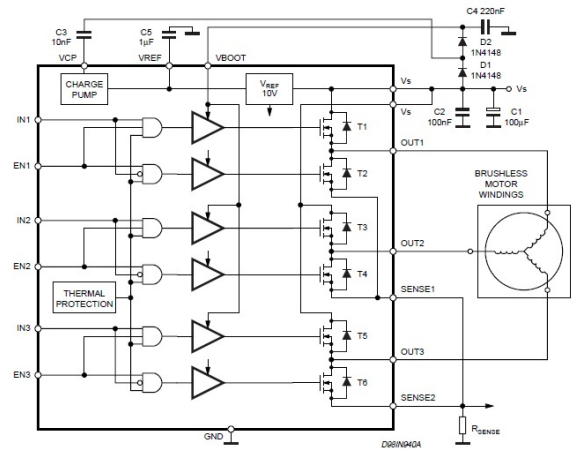 C4 220nF
C3
10nF
C5
1µF
D2
1N4148
VCP
VREF
VBOOT
D1
1N4148
CHARGE
PUMP
VREF
10V
Vs
Vs
Vs
C2
100nF
C1
100µF
IN1
T1
OUT1
EN1
T2
BRUSHLESS
MOTOR
WINDINGS
IN2
T3
OUT2
EN2
T4
THERMAL
PROTECTION
SENSE1
IN3
T5
OUT3
EN3
T6
SENSE2
GND
D98IN940A
RSENSE